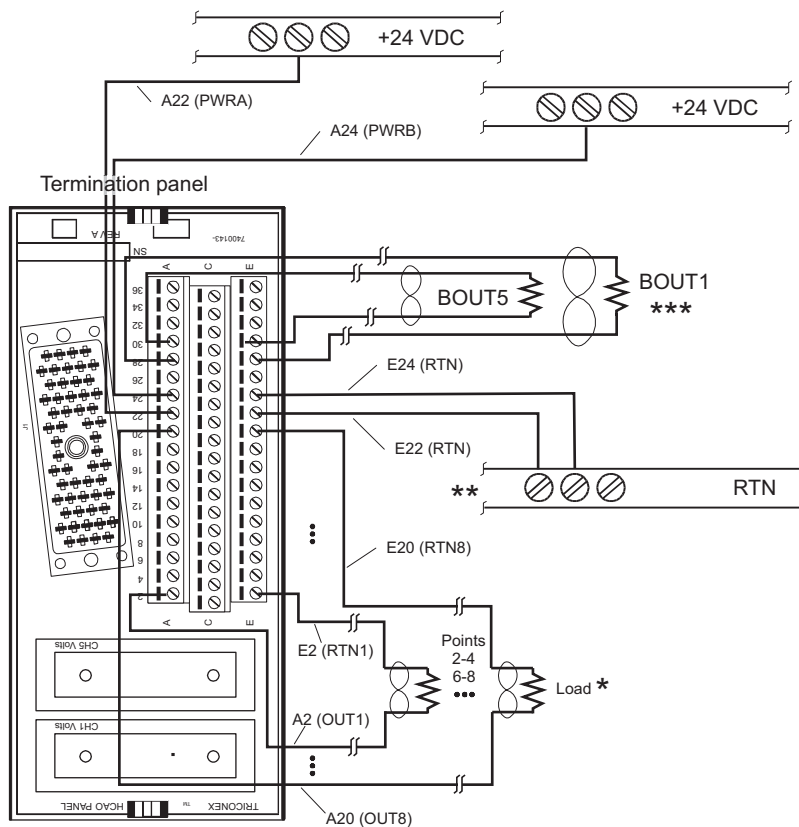 +24 VDC
A22 (PWRA)
+24 VDC
A24 (PWRB)
Termination panel
REV A
7400143-
SN
A
C
E
36
34
32
30
28
26
24
22
20
18
16
14
12
10
8
6
4
2
J1
BOUT5
BOUT1
***
E24 (RTN)
E22 (RTN)
**
RTN
E20 (RTN8)
A
C
E
E2 (RTN1)
Points
2-4
6-8
Load *
CH5 Volts
A2 (OUT1)
CH1 Volts
HCAO PANEL
™
TRICONEX
A20 (OUT8)